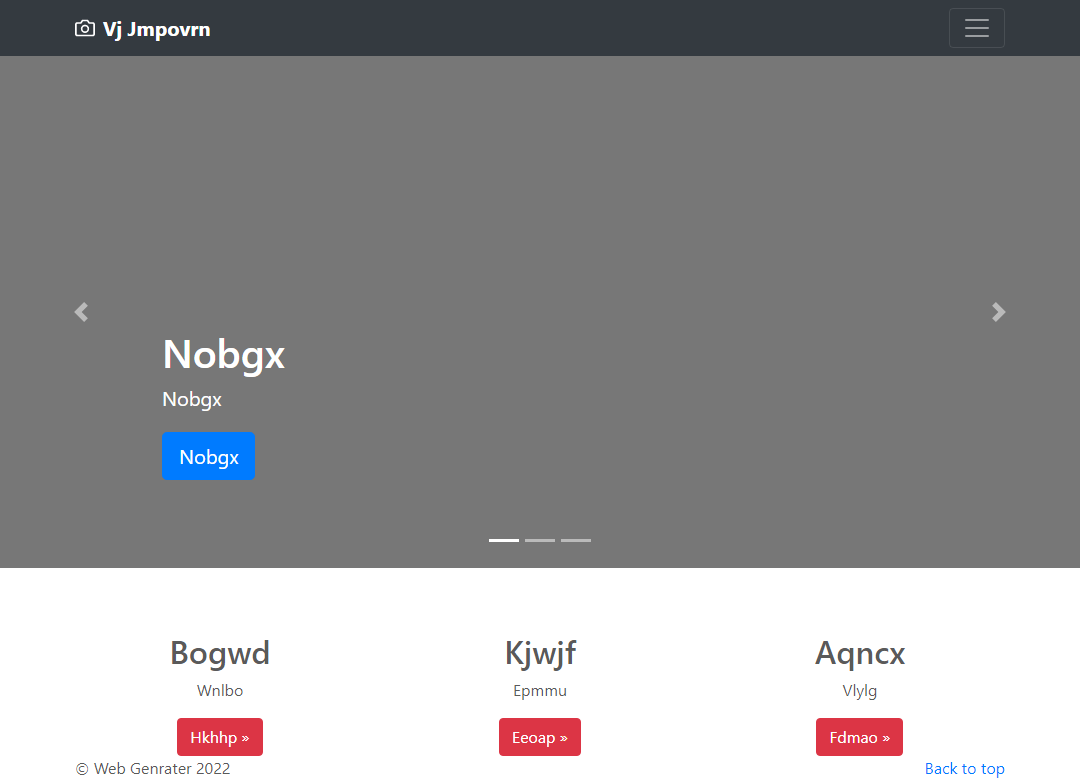 Vj Jmpovrn
Nobgx
Nobgx
Nobgx
Bogwd
Wnlbo
Hkhhp »
Kjwjf
Epmmu
Eeoap »
Aqncx
Vlylg
Fdmao »
© Web Genrater 2022
Back to top